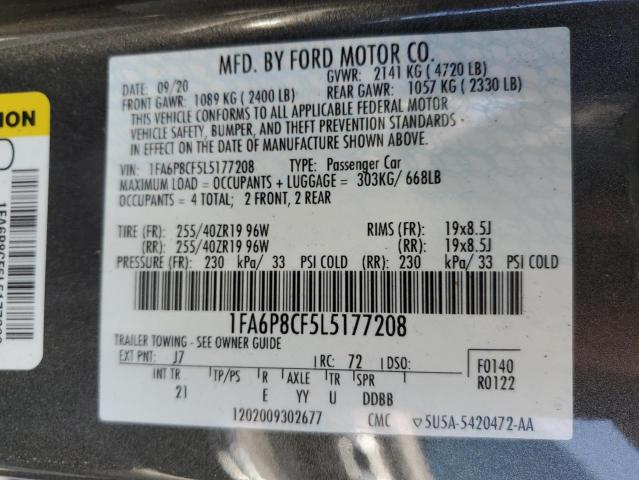 MFD. BY FORD MOTOR CO.
DATE: 09/20 GVWR: 2141 KG ( 4720 LB)
FRONT GAWR: 1089 KG ( 2400 LB) REAR GAWR: 1057 KG ( 2330 LB)
THIS VEHICLE CONFORMS TO ALL APPLICABLE FEDERAL MOTOR
VEHICLE SAFETY, BUMPER, AND THEFT PREVENTION STANDARDS
IN EFFECT ON THE DATE OF MANUFACTURE SHOWN ABOVE.
VIN: 1FA6P8CF5L5177208 TYPE: Passenger Car
MAXIMUM LOAD = OCCUPANTS + LUGGAGE = 303KG/ 668LB
OCCUPANTS = 4 TOTAL; 2 FRONT, 2 REAR
TIRE (FR): 255/40ZR19 96W RIMS (FR): 19x8.5J
(RR): 255/40ZR19 96W (RR): 19x8.5J
PRESSURE (FR): 230 kPa/ 33 PSI COLD (RR): 230 kPa/ 33 PSI COLD
1FA6P8CF5L5177208
TRAILER TOWING - SEE OWNER GUIDE
EXT PNT: J7 RC: 72 DSO: F0140
INT TR TP/PS R AXLE TR SPR R0122
21 E YY U DDBB
1202009302677 CMC 5U5A-5420472-AA
1FA6P8CF5L5177208